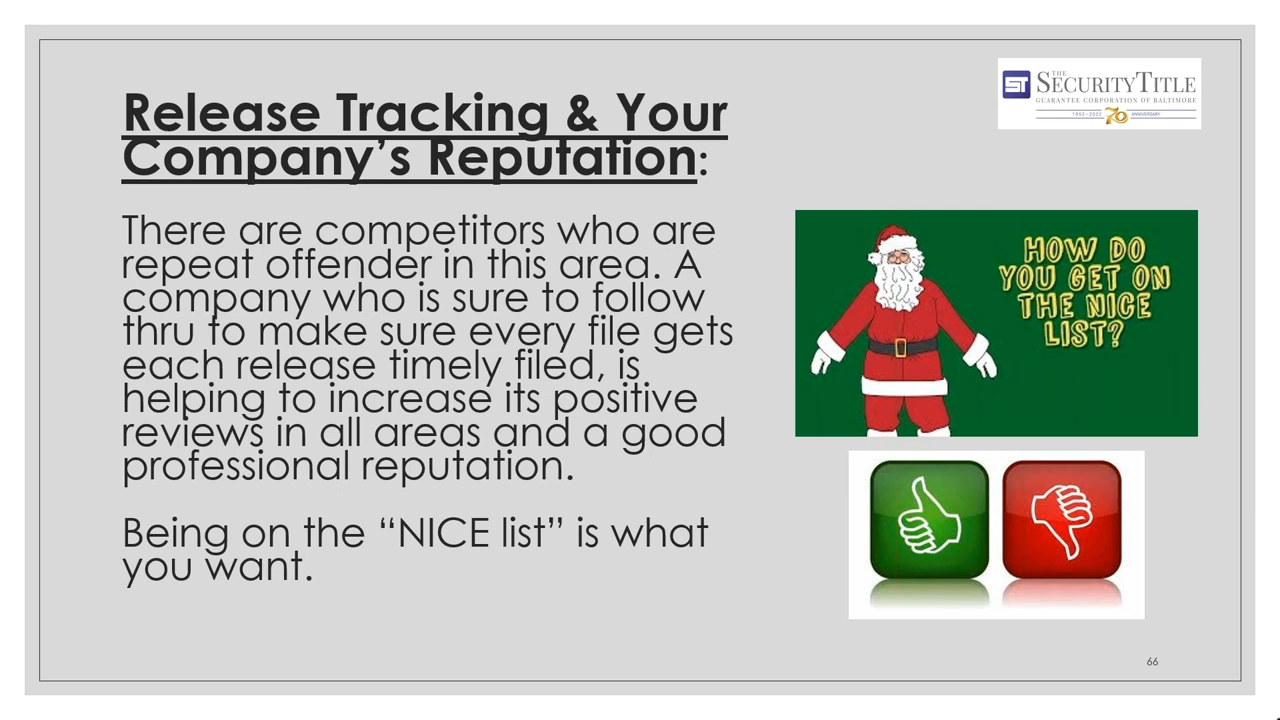 Release Tracking & Your
Company’s Reputation:
There are competitors who are
repeat offender in this area. A
company who is sure to follow
thru to make sure every file gets
each release timely filed, is
helping to increase its positive
reviews in all areas and a good
professional reputation.
Being on the “NICE list” is what
you want.
ST
THE
SECURITYTITLE
GUARANTEE CORPORATION OF BALTIMORE
1952-2022 70 ANNIVERSARY
HOW DO
YOU GET ON
THE NICE
LIST?
66